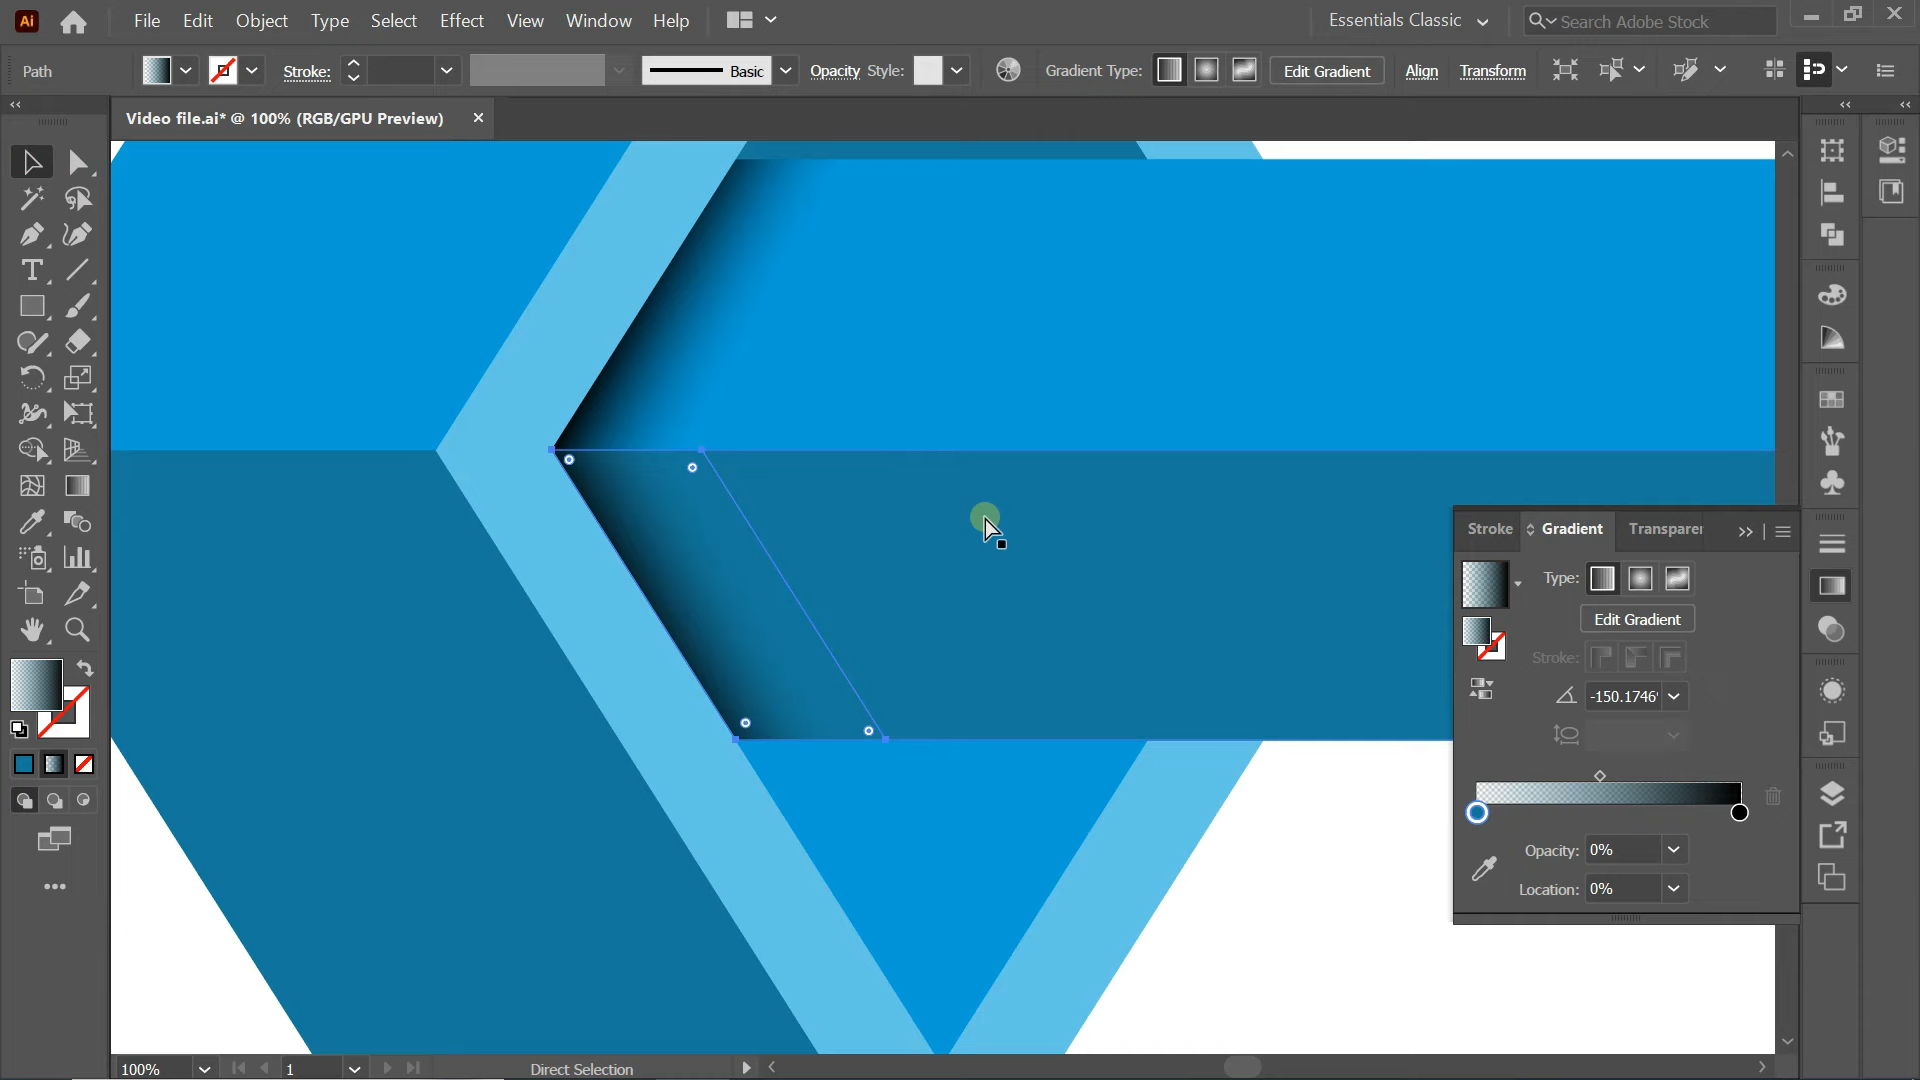 Ai File Edit Object Type Select Effect View Window Help Essentials Classic Search Adobe Stock
Path Stroke: Basic Opacity Style: Gradient Type: Edit Gradient Align Transform
Video file.ai* @ 100% (RGB/GPU Preview)
Stroke Gradient Transparen
Type:
Edit Gradient
Stroke:
-150.1746°
Opacity: 0%
Location: 0%
100% 1 Direct Selection